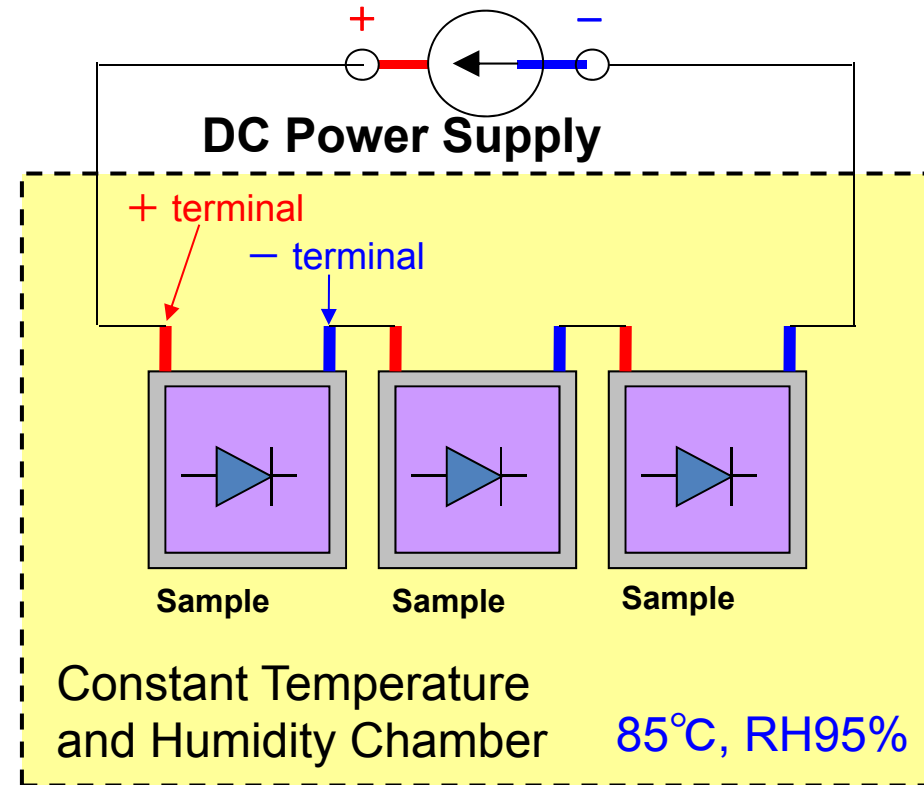 + −
DC Power Supply
+ terminal
− terminal
Sample Sample Sample
Constant Temperature
and Humidity Chamber 85℃, RH95%